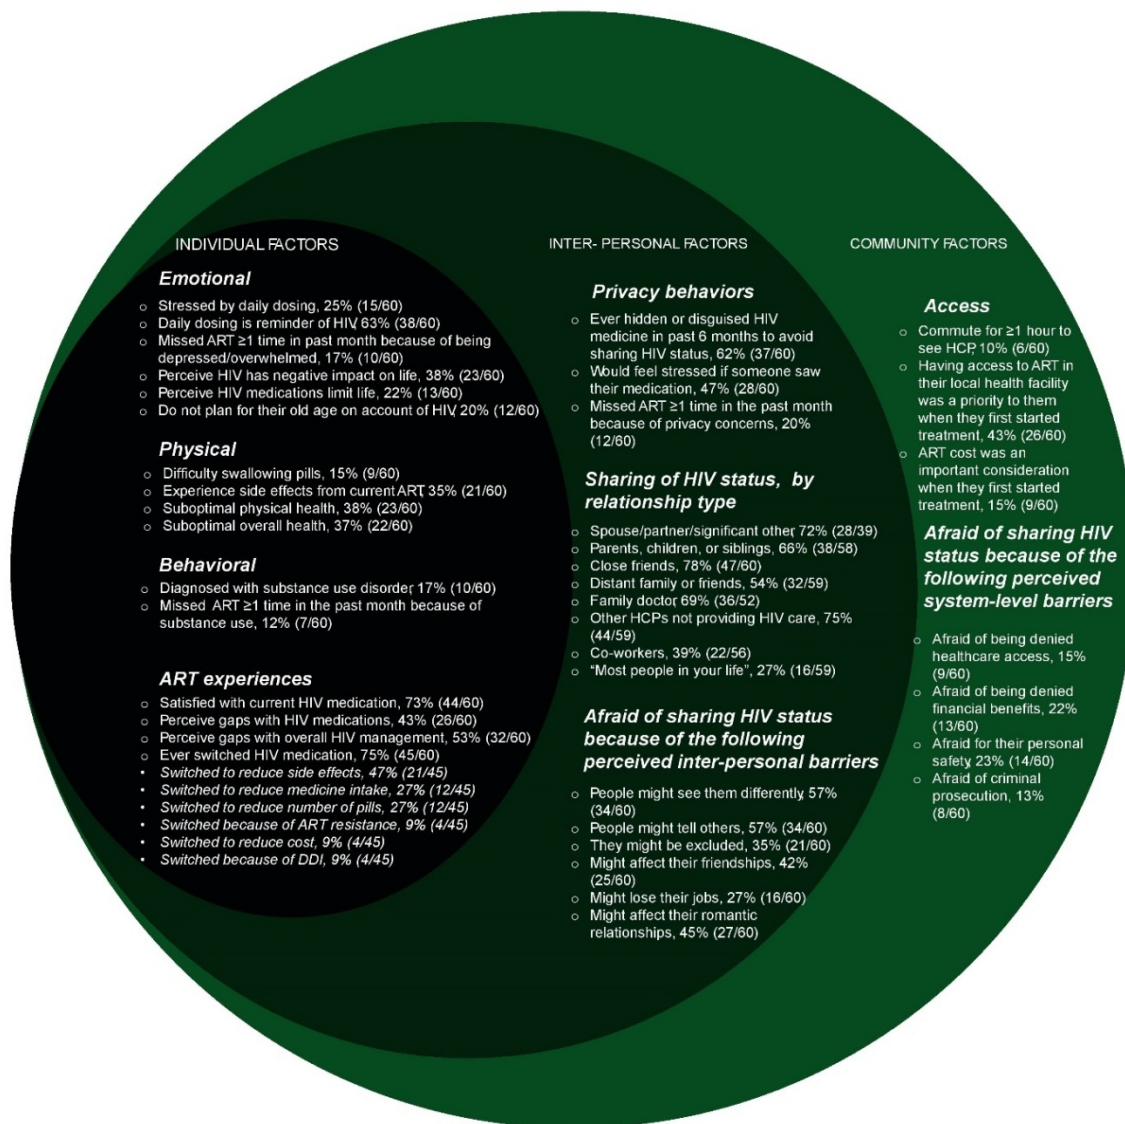 INDIVIDUAL FACTORS
Emotional
○ Stressed by daily dosing, 25% (15/60)
○ Daily dosing is reminder of HIV, 63% (38/60)
○ Missed ART ≥1 time in past month because of being
depressed/overwhelmed, 17% (10/60)
○ Perceive HIV has negative impact on life, 38% (23/60)
○ Perceive HIV medications limit life, 22% (13/60)
○ Do not plan for their old age on account of HIV, 20% (12/60)
Physical
○ Difficulty swallowing pills, 15% (9/60)
○ Experience side effects from current ART, 35% (21/60)
○ Suboptimal physical health, 38% (23/60)
○ Suboptimal overall health, 37% (22/60)
Behavioral
○ Diagnosed with substance use disorder, 17% (10/60)
○ Missed ART ≥1 time in the past month because of
substance use, 12% (7/60)
ART experiences
○ Satisfied with current HIV medication, 73% (44/60)
○ Perceive gaps with HIV medications, 43% (26/60)
○ Perceive gaps with overall HIV management, 53% (32/60)
○ Ever switched HIV medication, 75% (45/60)
• Switched to reduce side effects, 47% (21/45)
• Switched to reduce medicine intake, 27% (12/45)
• Switched to reduce number of pills, 27% (12/45)
• Switched because of ART resistance, 9% (4/45)
• Switched to reduce cost, 9% (4/45)
• Switched because of DDI, 9% (4/45)
INTER- PERSONAL FACTORS
Privacy behaviors
○ Ever hidden or disguised HIV
medicine in past 6 months to avoid
sharing HIV status, 62% (37/60)
○ Would feel stressed if someone saw
their medication, 47% (28/60)
○ Missed ART ≥1 time in the past month
because of privacy concerns, 20%
(12/60)
Sharing of HIV status, by
relationship type
○ Spouse/partner/significant other, 72% (28/39)
○ Parents, children, or siblings, 66% (38/58)
○ Close friends, 78% (47/60)
○ Distant family or friends, 54% (32/59)
○ Family doctor, 69% (36/52)
○ Other HCPs not providing HIV care, 75%
(44/59)
○ Co-workers, 39% (22/56)
○ “Most people in your life”, 27% (16/59)
Afraid of sharing HIV status
because of the following
perceived inter-personal barriers
○ People might see them differently, 57%
(34/60)
○ People might tell others, 57% (34/60)
○ They might be excluded, 35% (21/60)
○ Might affect their friendships, 42%
(25/60)
○ Might lose their jobs, 27% (16/60)
○ Might affect their romantic
relationships, 45% (27/60)
COMMUNITY FACTORS
Access
○ Commute for ≥1 hour to
see HCP, 10% (6/60)
○ Having access to ART in
their local health facility
was a priority to them
when they first started
treatment, 43% (26/60)
○ ART cost was an
important consideration
when they first started
treatment, 15% (9/60)
Afraid of sharing HIV
status because of the
following perceived
system-level barriers
○ Afraid of being denied
healthcare access, 15%
(9/60)
○ Afraid of being denied
financial benefits, 22%
(13/60)
○ Afraid for their personal
safety, 23% (14/60)
○ Afraid of criminal
prosecution, 13%
(8/60)